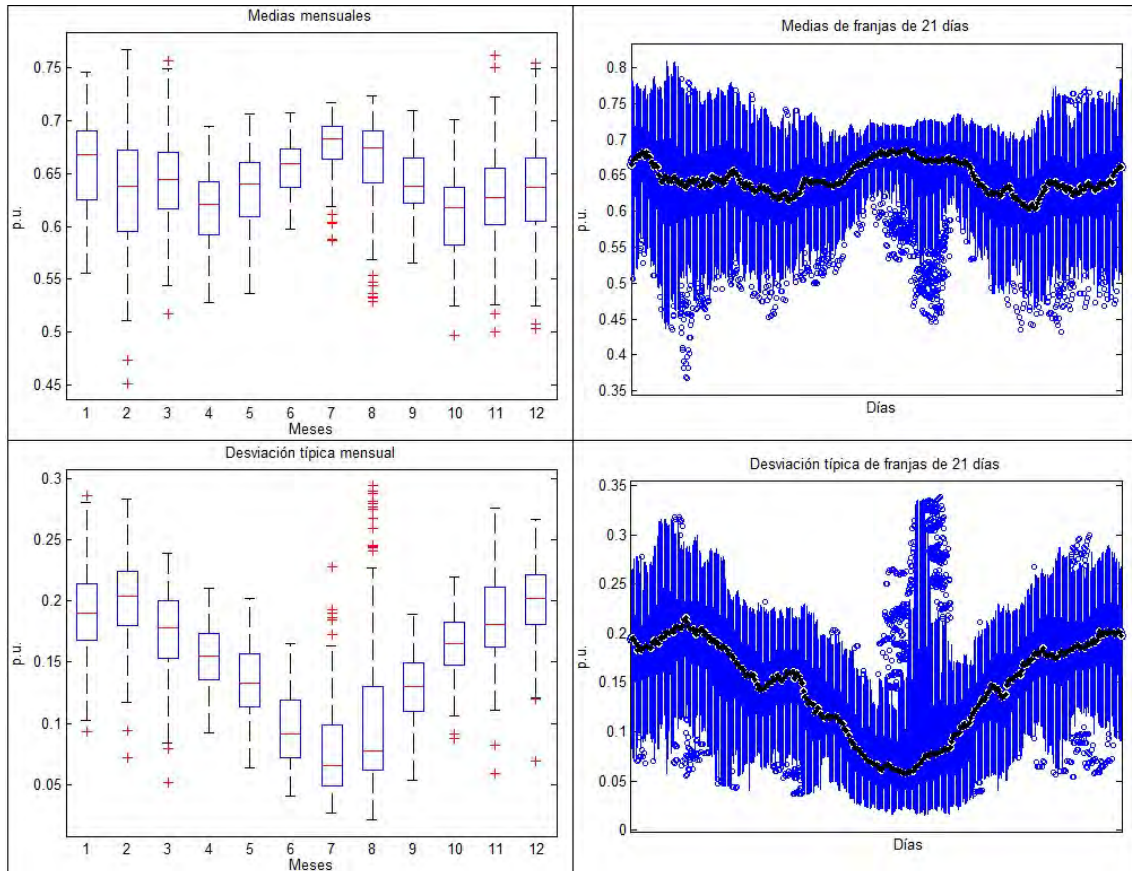 Medias mensuales
p.u.
0.75
0.7
0.65
0.6
0.55
0.5
0.45
1 2 3 4 5 6 7 8 9 10 11 12
Meses
Medias de franjas de 21 días
p.u.
0.8
0.75
0.7
0.65
0.6
0.55
0.5
0.45
0.4
0.35
Días
Desviación típica mensual
p.u.
0.3
0.25
0.2
0.15
0.1
0.05
1 2 3 4 5 6 7 8 9 10 11 12
Meses
Desviación típica de franjas de 21 días
p.u.
0.35
0.3
0.25
0.2
0.15
0.1
0.05
0
Días